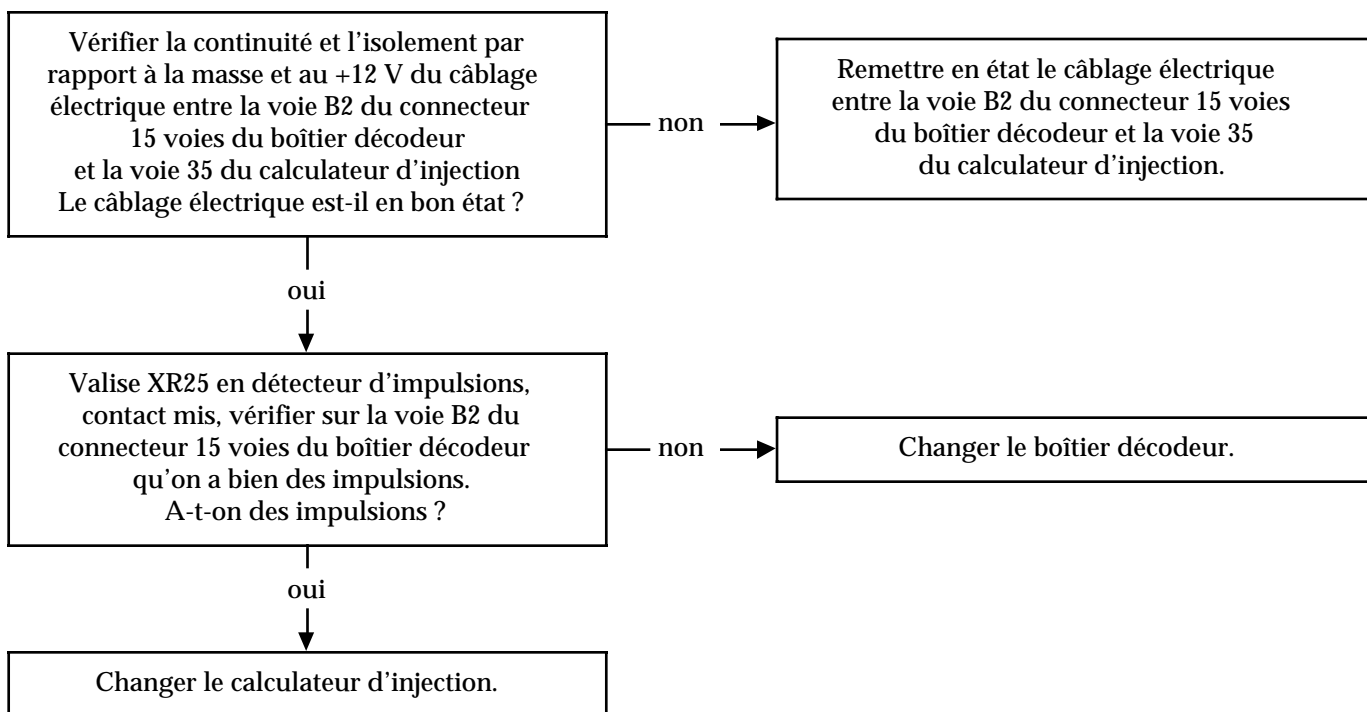 Vérifier la continuité et l'isolement par
rapport à la masse et au +12 V du câblage
électrique entre la voie B2 du connecteur
15 voies du boîtier décodeur
et la voie 35 du calculateur d'injection
Le câblage électrique est-il en bon état ?
non
Remettre en état le câblage électrique
entre la voie B2 du connecteur 15 voies
du boîtier décodeur et la voie 35
du calculateur d'injection.
oui
Valise XR25 en détecteur d'impulsions,
contact mis, vérifier sur la voie B2 du
connecteur 15 voies du boîtier décodeur
qu'on a bien des impulsions.
A-t-on des impulsions ?
non
Changer le boîtier décodeur.
oui
Changer le calculateur d'injection.